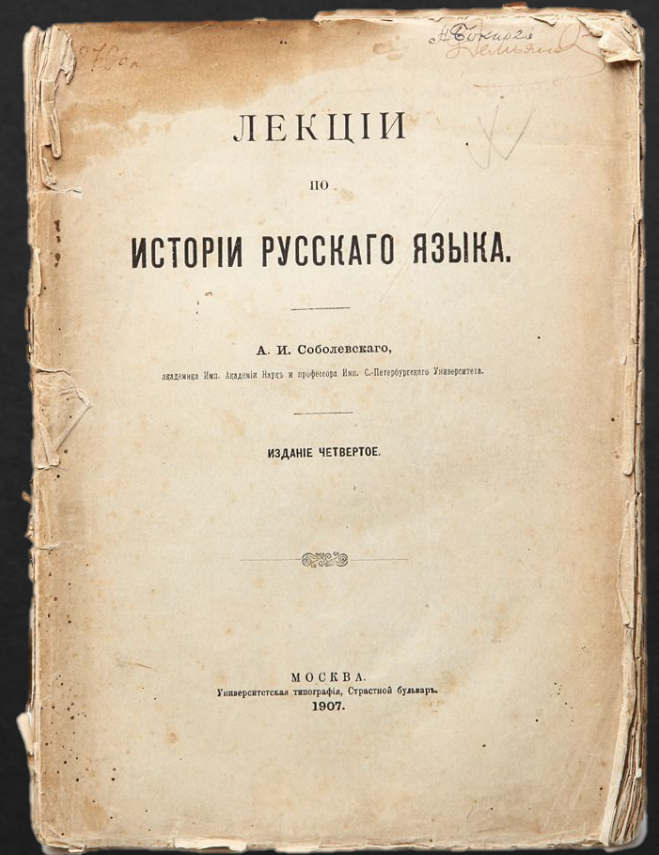 ЛЕКЦІИ
ПО
ИСТОРІИ РУССКАГО ЯЗЫКА.
А. И. Соболевскаго,
академика Имп. Академіи Наукъ и профессора Имп. С.-Петербургскаго Университета.
ИЗДАНІЕ ЧЕТВЕРТОЕ.
МОСКВА.
Университетская типографія, Страстной бульваръ.
1907.